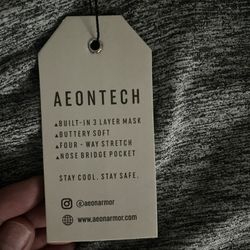 AEONTECH
▲BUILT-IN 3 LAYER MASK
▲BUTTERY SOFT
▲FOUR - WAY STRETCH
▲NOSE BRIDGE POCKET
STAY COOL. STAY SAFE.
@aeonarmor
www.aeonarmor.com